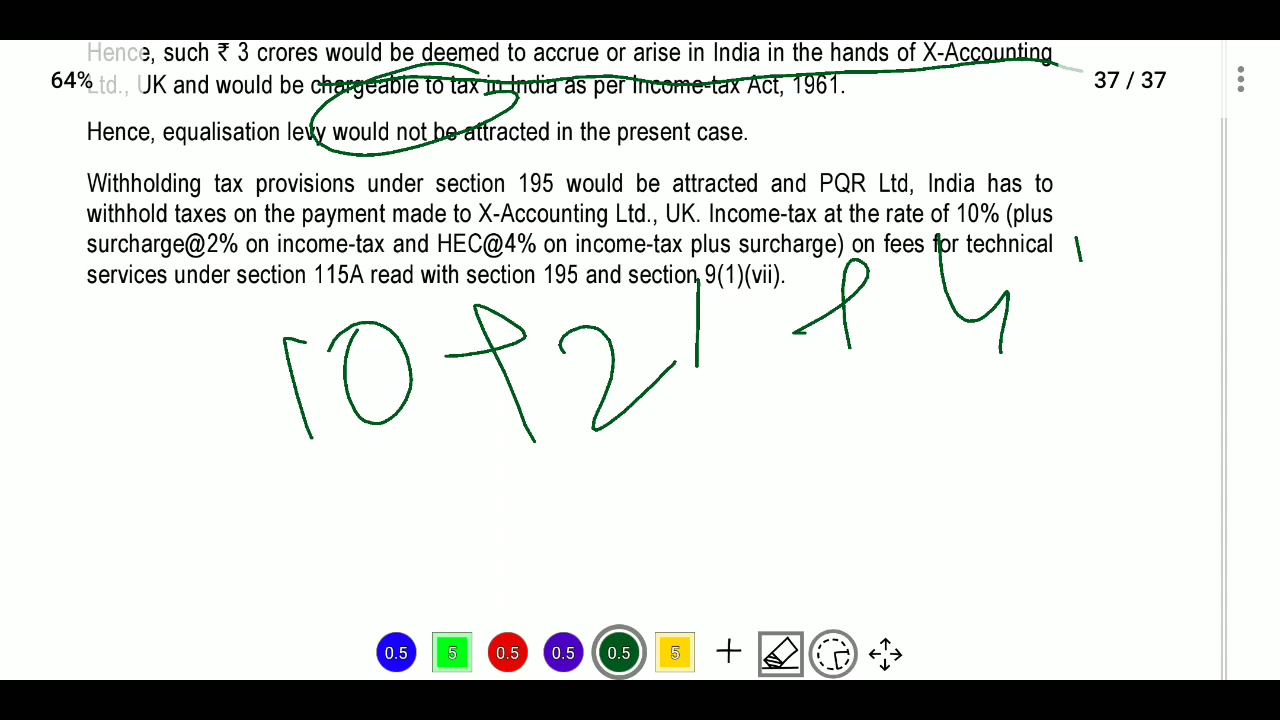 Hence, such ₹ 3 crores would be deemed to accrue or arise in India in the hands of X-Accounting
64%
37 / 37
Ltd., UK and would be chargeable to tax in India as per Income-tax Act, 1961.
Hence, equalisation levy would not be attracted in the present case.
Withholding tax provisions under section 195 would be attracted and PQR Ltd, India has to
withhold taxes on the payment made to X-Accounting Ltd., UK. Income-tax at the rate of 10% (plus
surcharge@2% on income-tax and HEC@4% on income-tax plus surcharge) on fees for technical
services under section 115A read with section 195 and section 9(1)(vii).
10 + 2 + 4
0.5 5 0.5 0.5 0.5 5